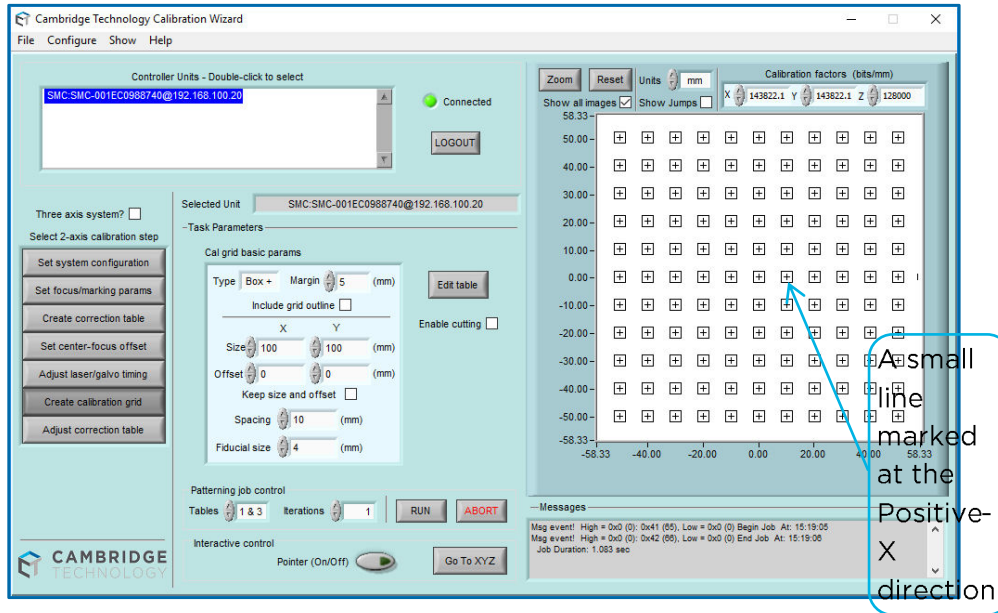 Cambridge Technology Calibration Wizard
File Configure Show Help
Controller Units - Double-click to select
SMC:SMC-001EC0988740@192.168.100.20
Connected
LOGOUT
Selected Unit SMC:SMC-001EC0988740@192.168.100.20
Three axis system?
Select 2-axis calibration step
Set system configuration
Set focus/marking params
Create correction table
Set center-focus offset
Adjust laser/galvo timing
Create calibration grid
Adjust correction table
Task Parameters
Cal grid basic params
Type Box + Margin 5 (mm)
Include grid outline
X Y
Size 100 100 (mm)
Offset 0 0 (mm)
Keep size and offset
Spacing 10 (mm)
Fiducial size 4 (mm)
Edit table
Enable cutting
Patterning job control
Tables 1 & 3 Iterations 1 RUN ABORT
Interactive control
Pointer (On/Off) Go To XYZ
CAMBRIDGE
TECHNOLOGY
Zoom Reset Units mm
Calibration factors (bits/mm)
Show all images Show Jumps X 143822.1 Y 143822.1 Z 128000
58.33
50.00
40.00
30.00
20.00
10.00
0.00
-10.00
-20.00
-30.00
-40.00
-50.00
-58.33
-58.33 -40.00 -20.00 0.00 20.00 40.00 58.33
A small
line
marked
at the
Positive-
X
direction
Messages
Msg event! High = 0x0 (0): 0x41 (65), Low = 0x0 (0) Begin Job At: 15:19:05
Msg event! High = 0x0 (0): 0x42 (66), Low = 0x0 (0) End Job At: 15:19:06
Job Duration: 1.083 sec